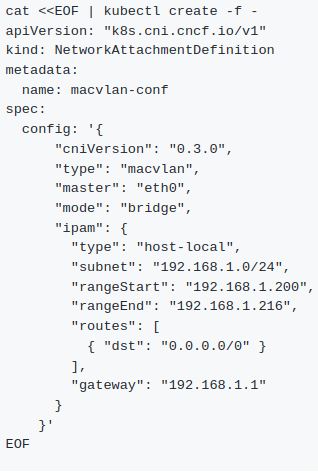 cat <<EOF | kubectl create -f -
apiVersion: "k8s.cni.cncf.io/v1"
kind: NetworkAttachmentDefinition
metadata:
  name: macvlan-conf
spec:
  config: '{
      "cniVersion": "0.3.0",
      "type": "macvlan",
      "master": "eth0",
      "mode": "bridge",
      "ipam": {
        "type": "host-local",
        "subnet": "192.168.1.0/24",
        "rangeStart": "192.168.1.200",
        "rangeEnd": "192.168.1.216",
        "routes": [
          { "dst": "0.0.0.0/0" }
        ],
        "gateway": "192.168.1.1"
      }
    }'
EOF